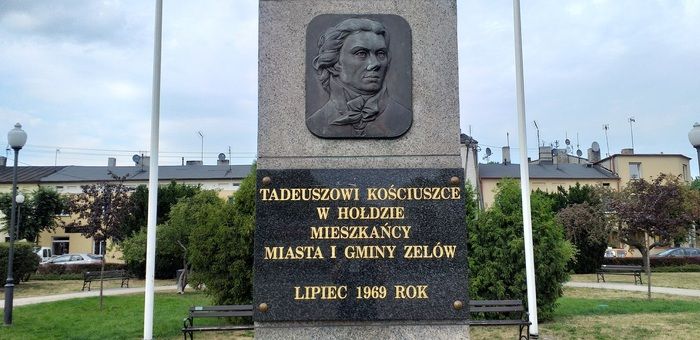 TADEUSZOWI KOŚCIUSZCE
W HOŁDZIE
MIESZKAŃCY
MIASTA I GMINY ZELÓW
LIPIEC 1969 ROK